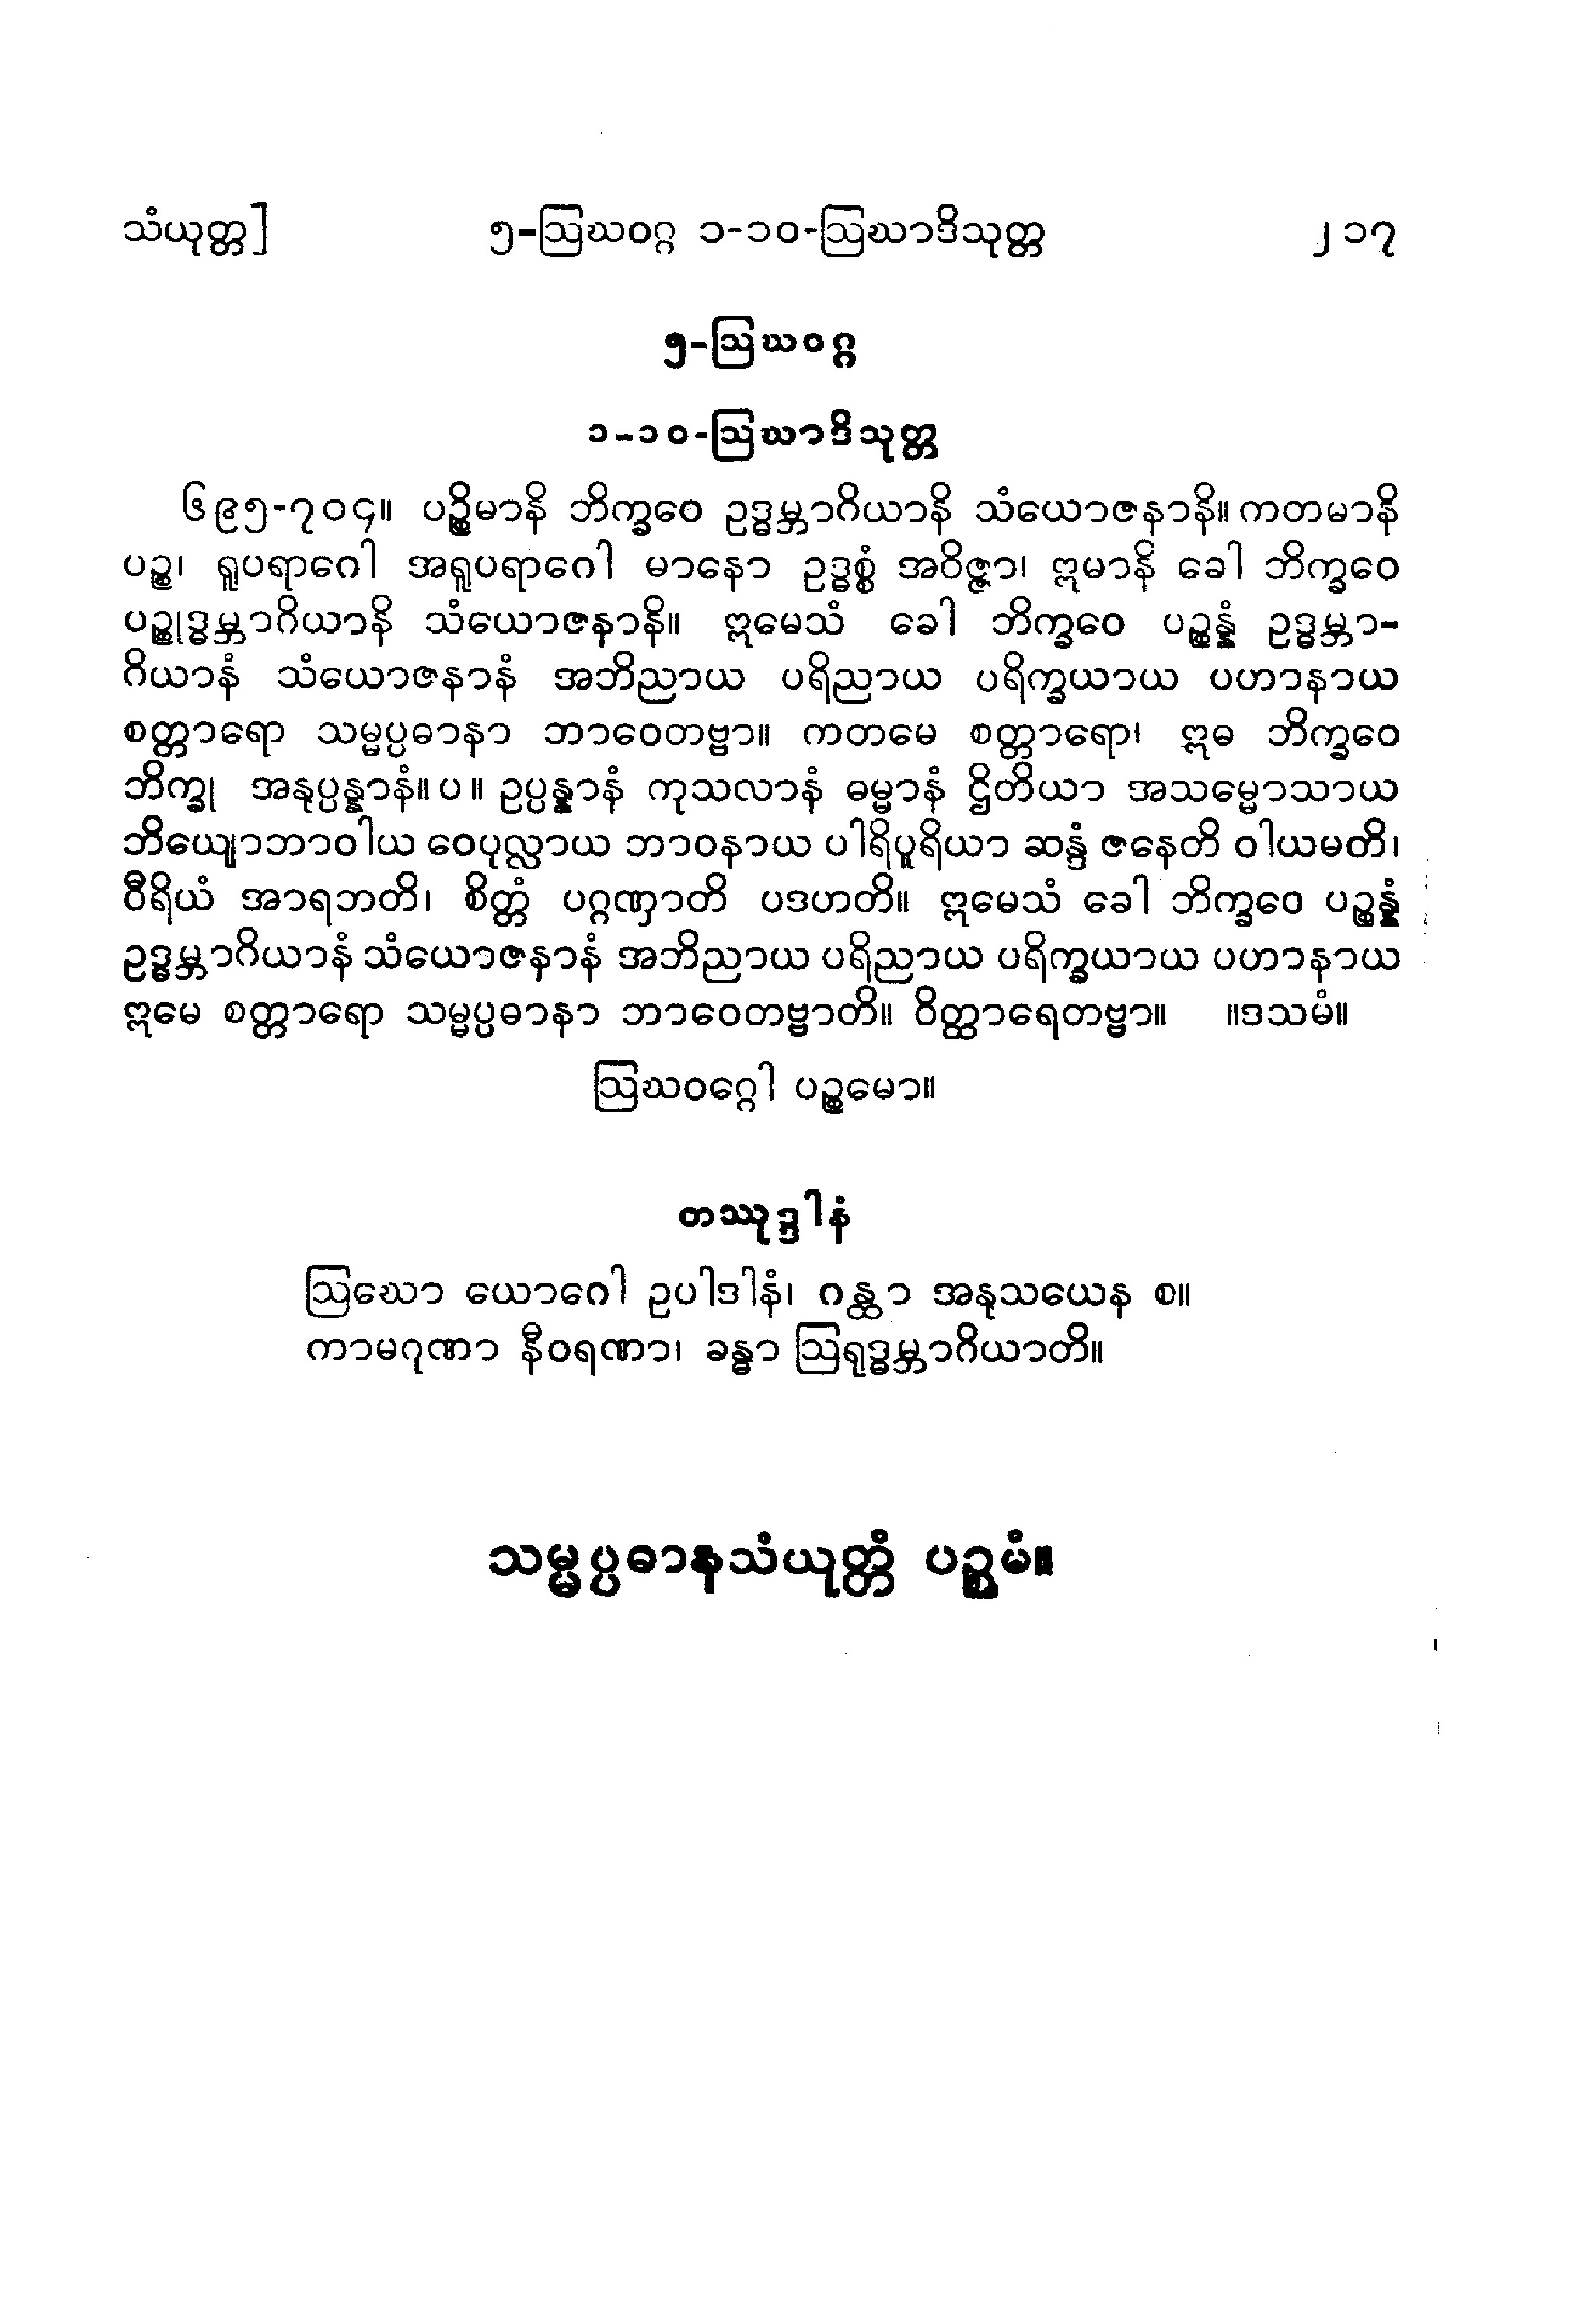 သံယုတ္တ] ၅-ဩဃဝဂ္ဂ ၁-၁၀-ဩဃာဒိသုတ္တ ၂၁၇
၅-ဩဃဝဂ္ဂ
၁-၁၀-ဩဃာဒိသုတ္တ
၆၉၅-၇၀၄။ ပဉ္စိမာနိ ဘိက္ခဝေ ဥဒ္ဓမ္ဘာဂိယာနိ သံယောဇနာနိ။ ကတမာနိ
ပဉ္စ၊ ရူပရာဂေါ အရူပရာဂေါ မာနော ဥဒ္ဓစ္စံ အဝိဇ္ဇာ၊ ဣမာနိ ခေါ ဘိက္ခဝေ
ပဉ္စုဒ္ဓမ္ဘာဂိယာနိ သံယောဇနာနိ။ ဣမေသံ ခေါ ဘိက္ခဝေ ပဉ္စန္နံ ဥဒ္ဓမ္ဘာ-
ဂိယာနံ သံယောဇနာနံ အဘိညာယ ပရိညာယ ပရိက္ခယာယ ပဟာနာယ
စတ္တာရော သမ္မပ္ပဓာနာ ဘာဝေတဗ္ဗာ။ ကတမေ စတ္တာရော၊ ဣဓ ဘိက္ခဝေ
ဘိက္ခု အနုပ္ပန္နာနံ။ ပ။ ဥပ္ပန္နာနံ ကုသလာနံ ဓမ္မာနံ ဌိတိယာ အသမ္မောသာယ
ဘိယျောဘာဝါယ ဝေပုလ္လာယ ဘာဝနာယ ပါရိပူရိယာ ဆန္ဒံ ဇနေတိ ဝါယမတိ၊
ဝီရိယံ အာရဘတိ၊ စိတ္တံ ပဂ္ဂဏှာတိ ပဒဟတိ။ ဣမေသံ ခေါ ဘိက္ခဝေ ပဉ္စန္နံ
ဥဒ္ဓမ္ဘာဂိယာနံ သံယောဇနာနံ အဘိညာယ ပရိညာယ ပရိက္ခယာယ ပဟာနာယ
ဣမေ စတ္တာရော သမ္မပ္ပဓာနာ ဘာဝေတဗ္ဗာတိ။ ဝိတ္ထာရေတဗ္ဗာ။ ။ဒသမံ။
ဩဃဝဂ္ဂေါ ပဉ္စမော။
တဿုဒ္ဒါနံ
ဩဃော ယောဂေါ ဥပါဒါနံ၊ ဂန္ထာ အနုသယေန စ။
ကာမဂုဏာ နီဝရဏာ၊ ခန္ဓာ ဩရုဒ္ဓမ္ဘာဂိယာတိ။
သမ္မပ္ပဓာနသံယုတ္တံ ပဉ္စမံ။